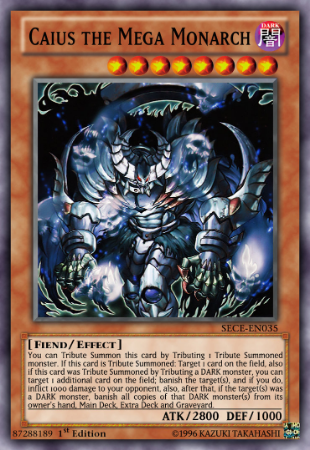 CAIUS THE MEGA MONARCH
DARK
闇
SECE-EN035
[ FIEND/EFFECT ]
You can Tribute Summon this card by Tributing 1 Tribute Summoned
monster. If this card is Tribute Summoned: Target 1 card on the field, also
if this card was Tribute Summoned by Tributing a DARK monster, you can
target 1 additional card on the field; banish the target(s), and if you do,
inflict 1000 damage to your opponent, also, after that, if the target(s) was
a DARK monster, banish all copies of that DARK monster(s) from its
owner's hand, Main Deck, Extra Deck and Graveyard.
ATK/2800 DEF/1000
87288189 1st Edition ©1996 KAZUKI TAKAHASHI